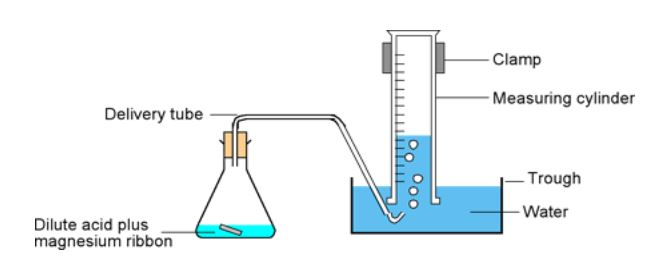 Clamp
Measuring cylinder
Delivery tube
Trough
Water
Dilute acid plus
magnesium ribbon